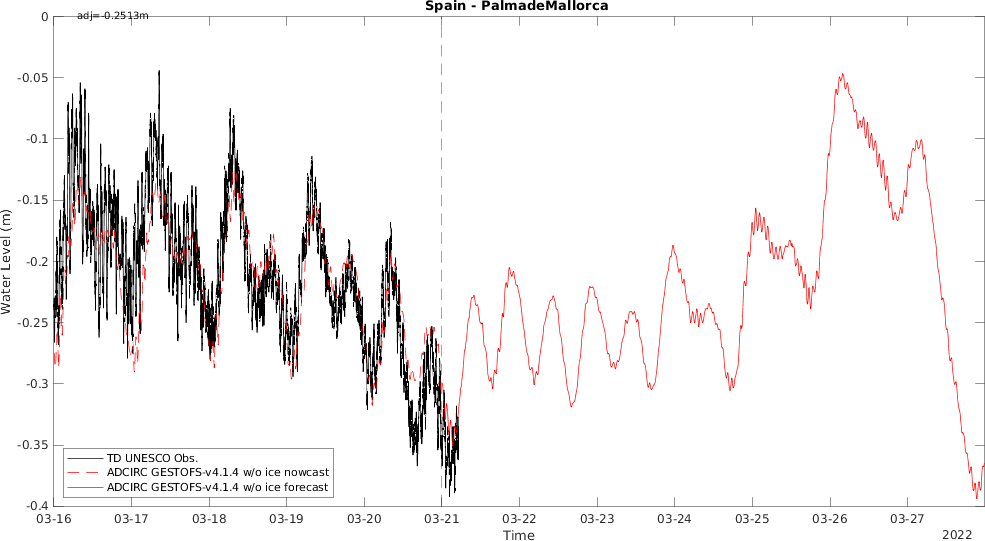 Spain - PalmadeMallorca
adj=-0.2513m
0
-0.05
-0.1
-0.15
-0.2
-0.25
-0.3
-0.35
-0.4
Water Level (m)
TD UNESCO Obs.
ADCIRC GESTOFS-v4.1.4 w/o ice nowcast
ADCIRC GESTOFS-v4.1.4 w/o ice forecast
03-16 03-17 03-18 03-19 03-20 03-21 03-22 03-23 03-24 03-25 03-26 03-27
Time
2022